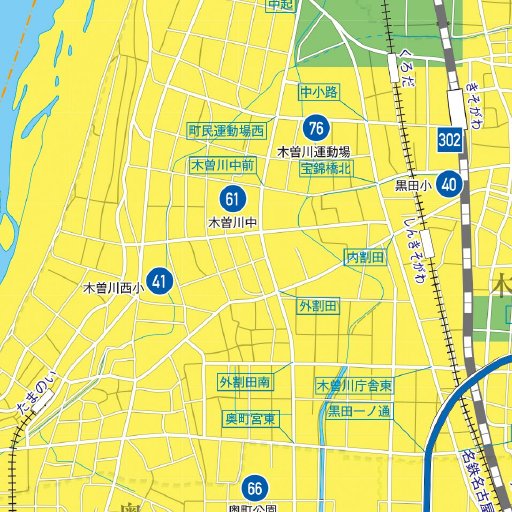 中起
くろだ
中小路
きそがわ
町民運動場西
76
木曽川運動場
302
木曽川中前
宝錦橋北
黒田小
40
61
木曽川中
しんきそがわ
内割田
木曽川西小
41
木
外割田
たまのい
外割田南
木曽川庁舎東
奥町宮東
黒田一ノ通
名鉄名古屋
66
奥町公園
奥